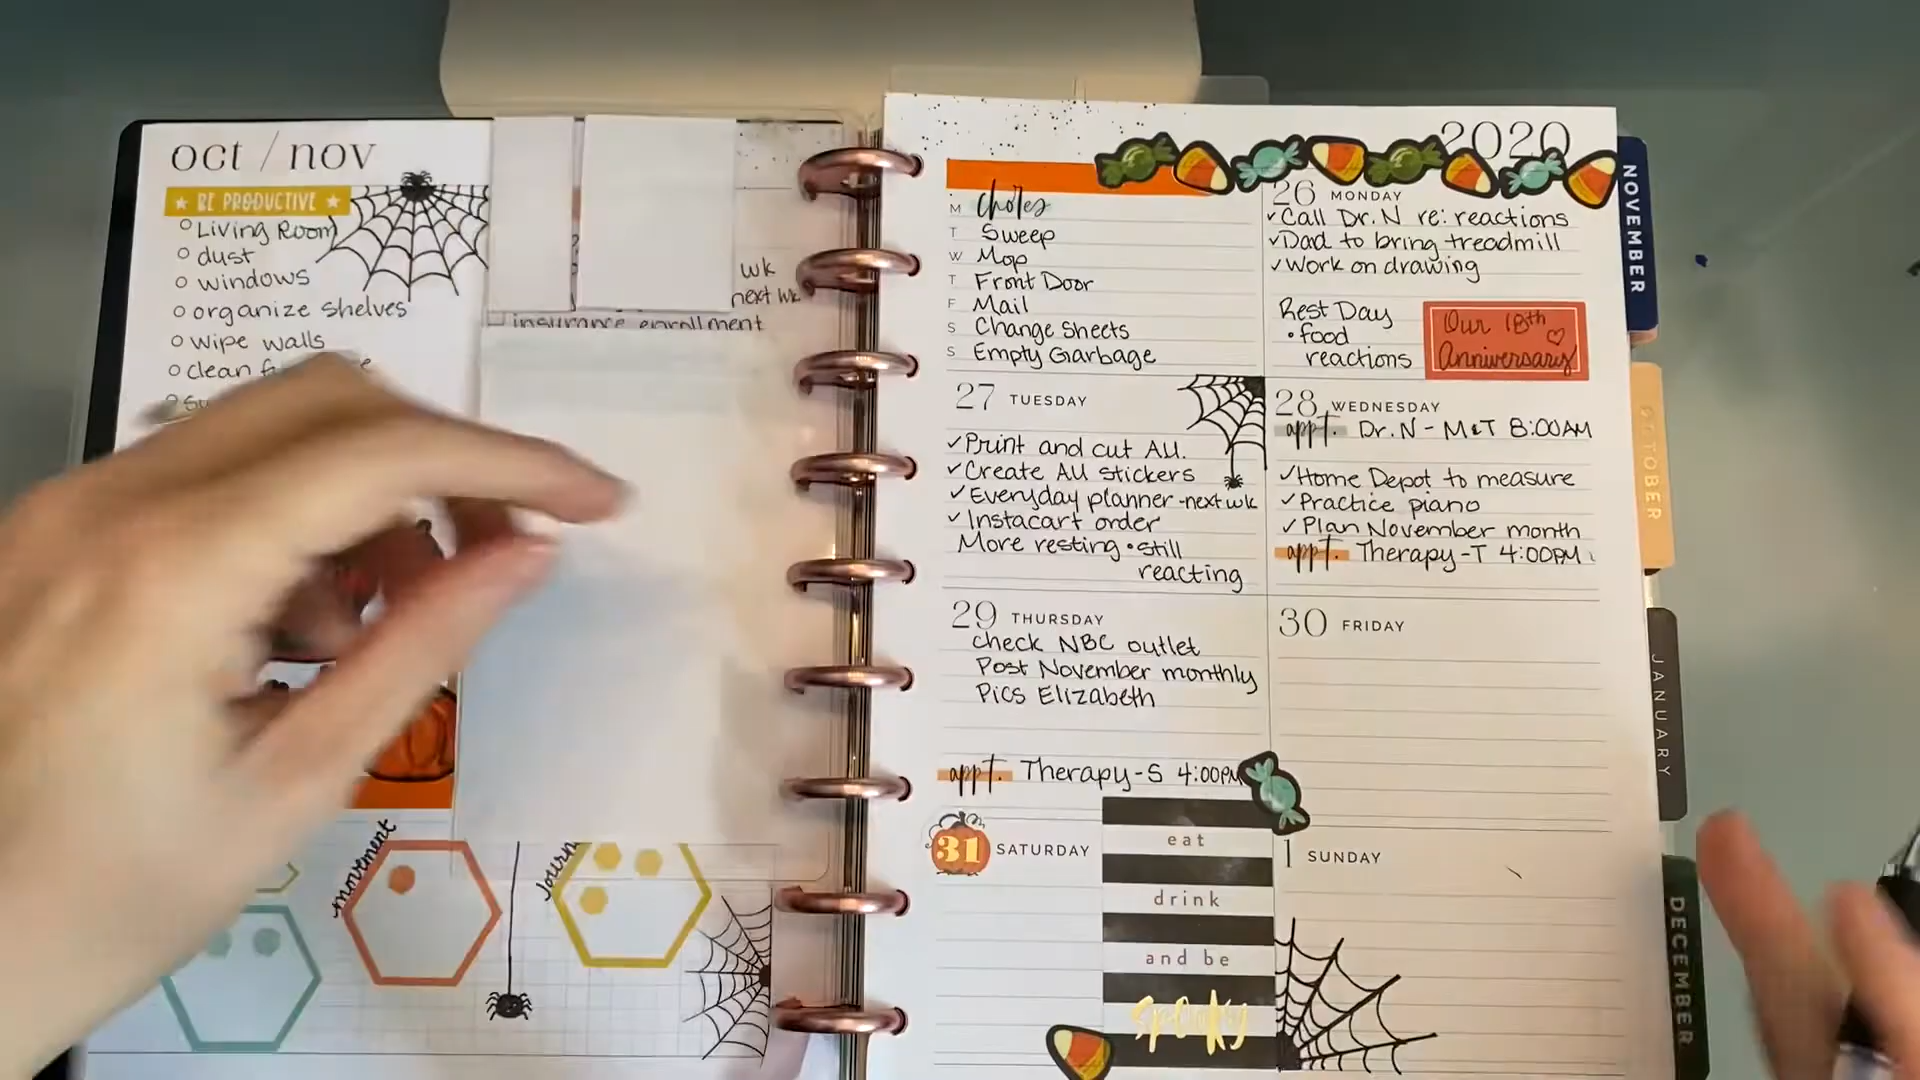 oct / nov
BE PRODUCTIVE
Living Room
dust
windows
organize shelves
wipe walls
clean
wk
next wk
insurance enrollment
movement
journ
2020
M Chores
T Sweep
W Mop
T Front Door
F Mail
S Change Sheets
S Empty Garbage
26 MONDAY
✓Call Dr. N re: reactions
✓Dad to bring treadmill
✓Work on drawing
Rest Day
• food
reactions
Our 18th ♡
Anniversary
27 TUESDAY
✓Print and cut AU.
✓Create AU stickers
✓Everyday planner-next wk
✓Instacart order
More resting • still
reacting
28 WEDNESDAY
appt. Dr. N - M&T 8:00AM
✓Home Depot to measure
✓Practice piano
✓Plan November month
appt. Therapy-T 4:00PM
29 THURSDAY
check NBC outlet
Post November monthly
Pics Elizabeth
appt. Therapy-S 4:00PM
30 FRIDAY
31 SATURDAY
eat
drink
and be
spooky
1 SUNDAY
NOVEMBER
OCTOBER
JANUARY
DECEMBER